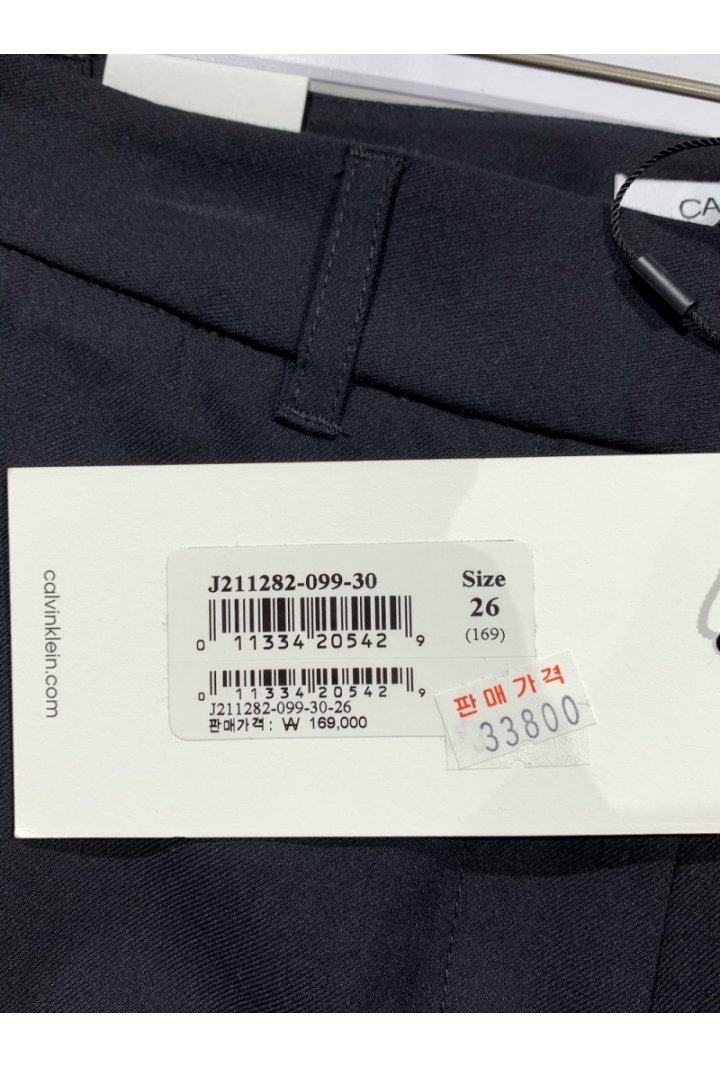 CA
calvinklein.com
J211282-099-30
Size
26
(169)
0 11334 20542 9
0 11334 20542 9
J211282-099-30-26
판매가격 : ₩ 169,000
판매가격
33800